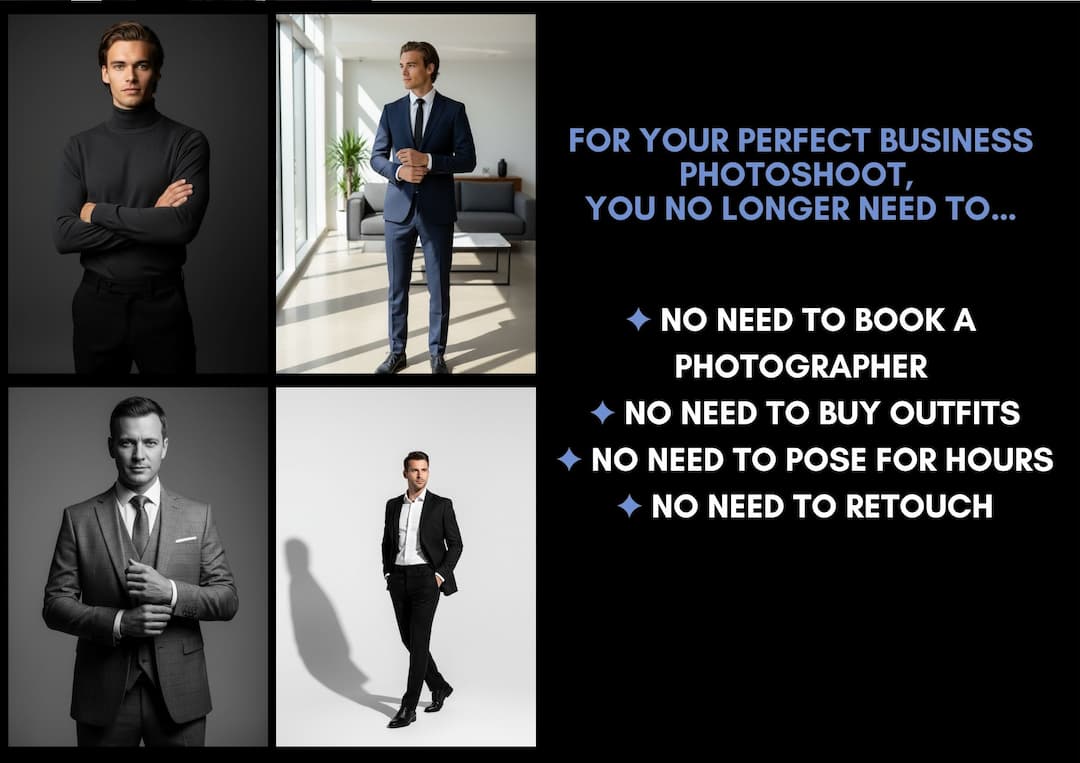 FOR YOUR PERFECT BUSINESS
PHOTOSHOOT,
YOU NO LONGER NEED TO...
✦ NO NEED TO BOOK A
PHOTOGRAPHER
✦ NO NEED TO BUY OUTFITS
✦ NO NEED TO POSE FOR HOURS
✦ NO NEED TO RETOUCH